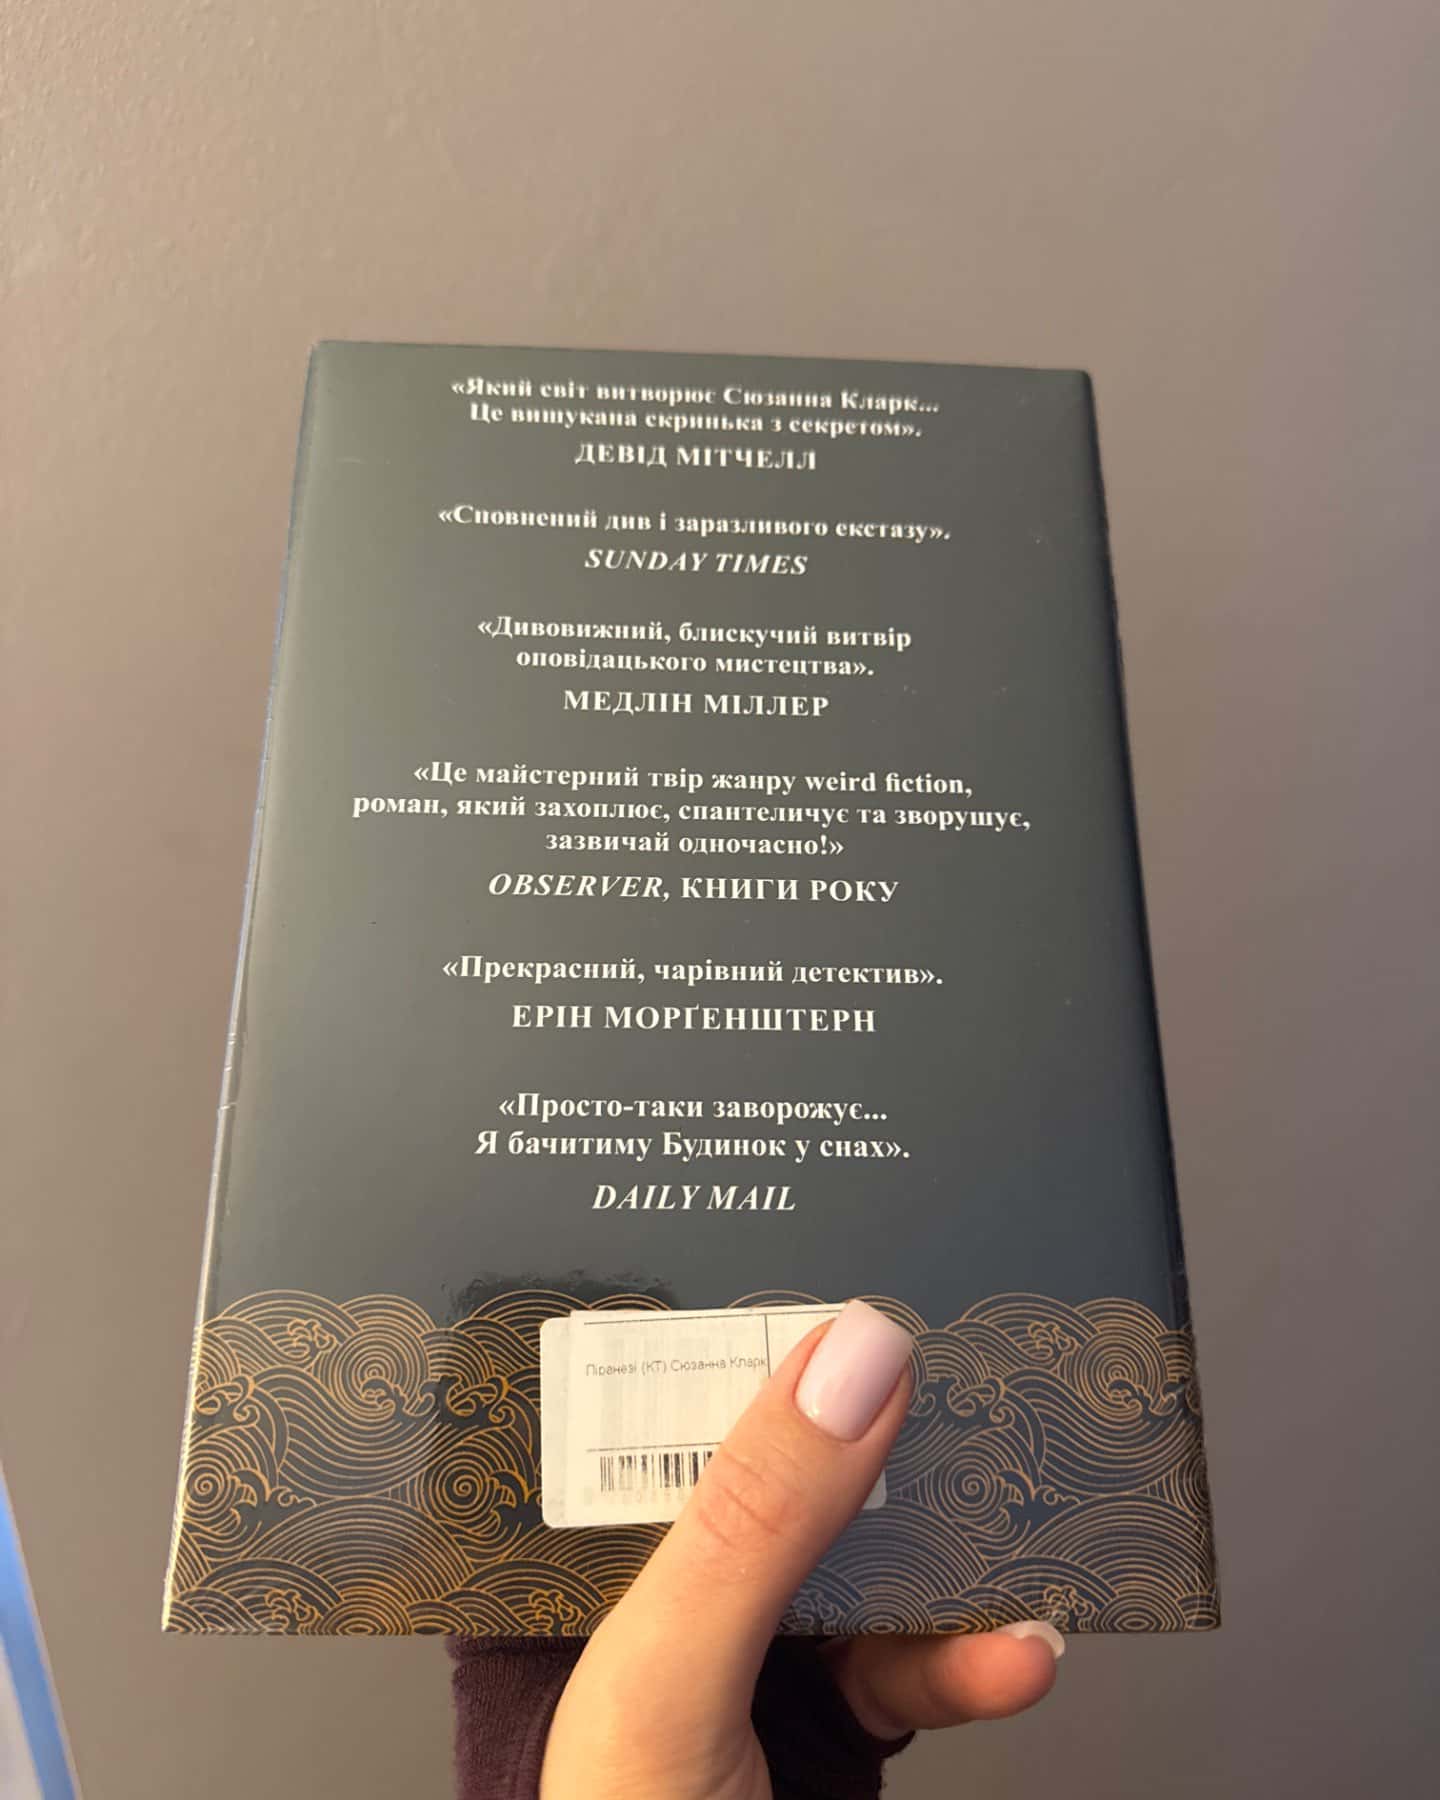 «Який світ витворює Сюзанна Кларк...
Це вишукана скринька з секретом».
ДЕВІД МІТЧЕЛЛ
«Сповнений див і заразливого екстазу».
SUNDAY TIMES
«Дивовижний, блискучий витвір
оповідацького мистецтва».
МЕДЛІН МІЛЛЕР
«Це майстерний твір жанру weird fiction,
роман, який захоплює, спантеличує та зворушує,
зазвичай одночасно!»
OBSERVER, КНИГИ РОКУ
«Прекрасний, чарівний детектив».
ЕРІН МОРҐЕНШТЕРН
«Просто-таки заворожує...
Я бачитиму Будинок у снах».
DAILY MAIL
Піранезі (КТ) Сюзанна Кларк